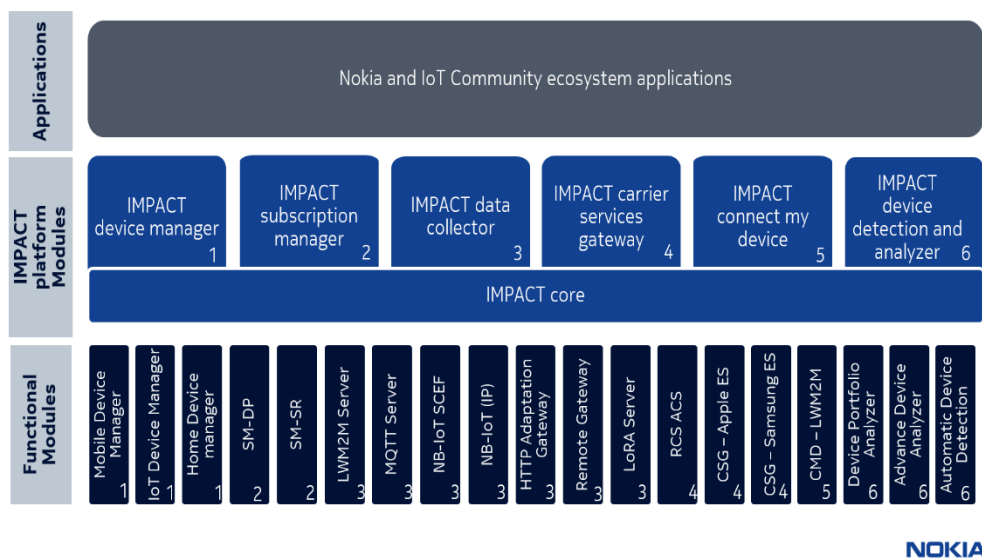 Applications
Nokia and IoT Community ecosystem applications
IMPACT
platform
Modules
IMPACT
device manager
1
IMPACT
subscription
manager
2
IMPACT data
collector
3
IMPACT carrier
services
gateway
4
IMPACT
connect my
device
5
IMPACT
device
detection and
analyzer
6
IMPACT core
Functional
Modules
Mobile Device
Manager
1
IoT Device Manager
1
Home Device
manager
1
SM-DP
2
SM-SR
2
LWM2M Server
3
MQTT Server
3
NB-IoT SCEF
3
NB-IoT (IP)
3
HTTP Adaptation
Gateway
3
Remote Gateway
3
LoRA Server
3
RCS ACS
4
CSG – Apple ES
4
CSG – Samsung ES
4
CMD – LWM2M
5
Device Portfolio
Analyzer
6
Advance Device
Analyzer
6
Automatic Device
Detection
6
NOKIA